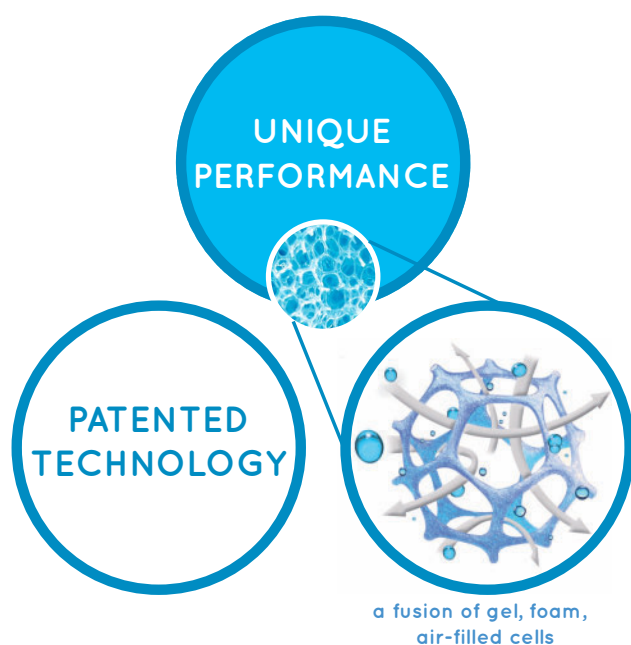 UNIQUE
PERFORMANCE
PATENTED
TECHNOLOGY
a fusion of gel, foam,
air-filled cells